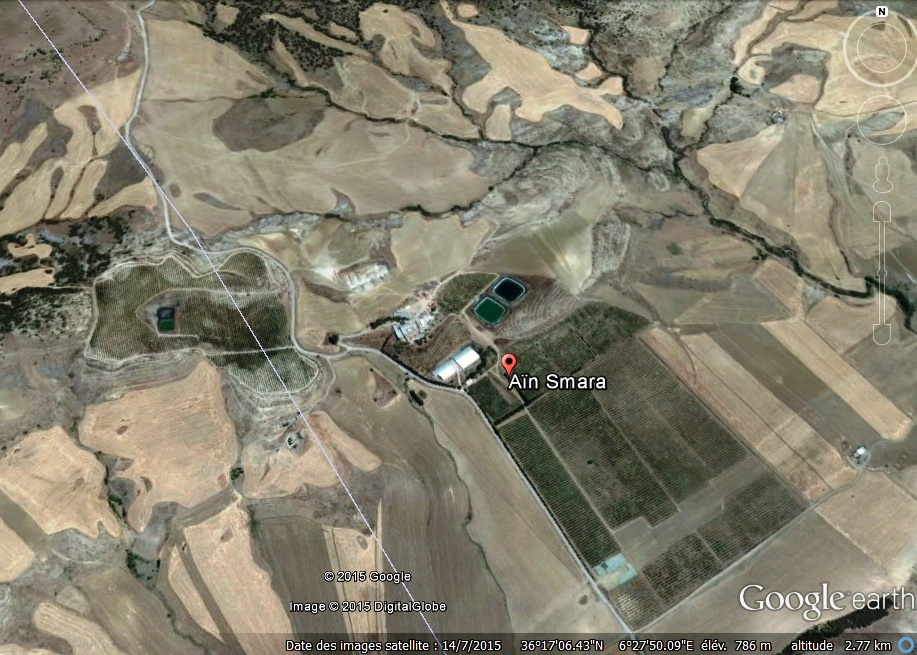 N
Aïn Smara
© 2015 Google
Image © 2015 DigitalGlobe
Google earth
Date des images satellite : 14/7/2015 36°17'06.43"N 6°27'50.09"E élév. 786 m altitude 2.77 km